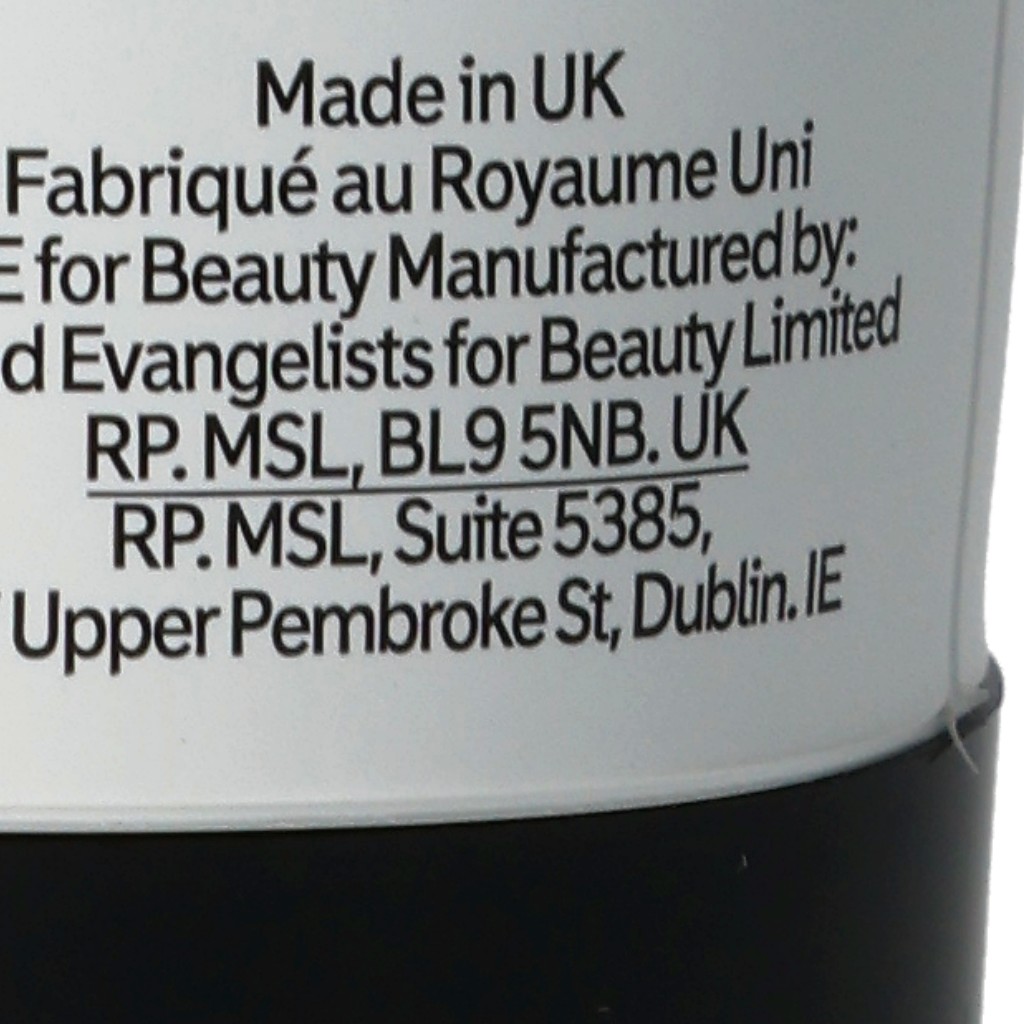 Made in UK
Fabriqué au Royaume Uni
E for Beauty Manufactured by:
d Evangelists for Beauty Limited
RP. MSL, BL9 5NB. UK
RP. MSL, Suite 5385,
Upper Pembroke St, Dublin. IE